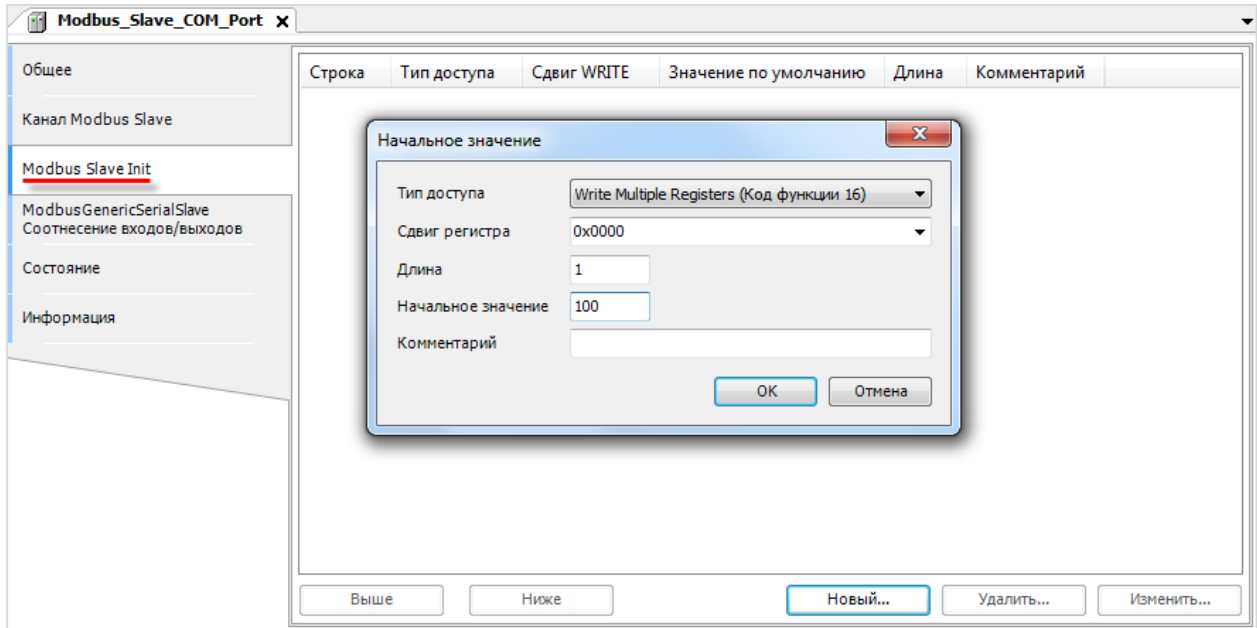 Modbus_Slave_COM_Port X
Общее
Канал Modbus Slave
Modbus Slave Init
ModbusGenericSerialSlave
Соотнесение входов/выходов
Состояние
Информация
Строка Тип доступа Сдвиг WRITE Значение по умолчанию Длина Комментарий
Начальное значение
Тип доступа Write Multiple Registers (Код функции 16)
Сдвиг регистра 0x0000
Длина 1
Начальное значение 100
Комментарий
OK Отмена
Выше Ниже Новый... Удалить... Изменить...